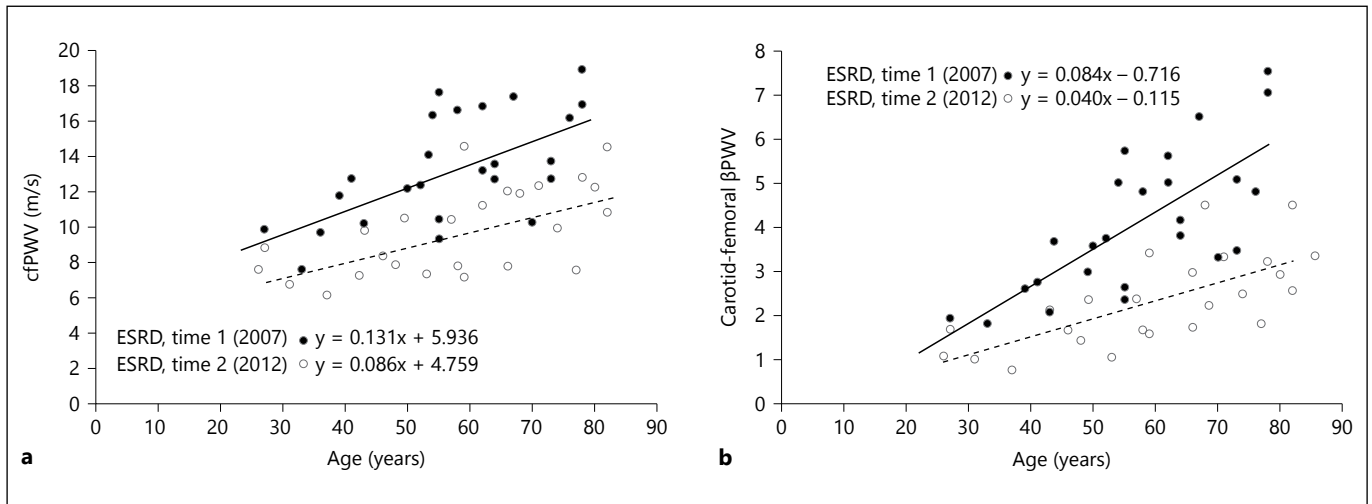 20
18
16
14
12
10
8
6
4
2
0
cfPWV (m/s)
ESRD, time 1 (2007) ● y = 0.131x + 5.936
ESRD, time 2 (2012) ○ y = 0.086x + 4.759
0 10 20 30 40 50 60 70 80 90
Age (years)
a
8
7
6
5
4
3
2
1
0
Carotid-femoral βPWV
ESRD, time 1 (2007) ● y = 0.084x – 0.716
ESRD, time 2 (2012) ○ y = 0.040x – 0.115
0 10 20 30 40 50 60 70 80 90
Age (years)
b